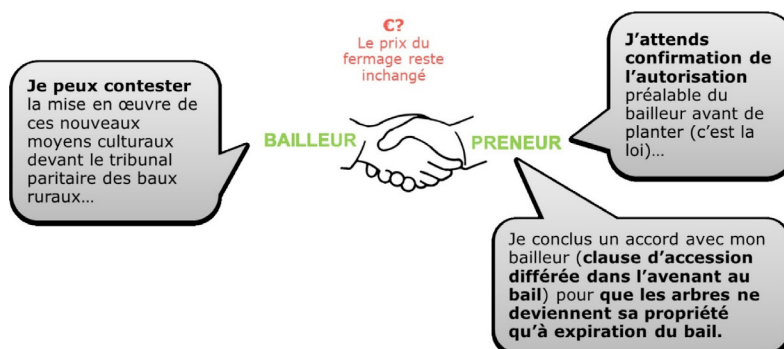 €?
Le prix du
fermage reste
inchangé
Je peux contester
la mise en œuvre de
ces nouveaux
moyens culturaux
devant le tribunal
paritaire des baux
ruraux...
BAILLEUR
PRENEUR
J'attends
confirmation de
l'autorisation
préalable du
bailleur avant de
planter (c'est la
loi)...
Je conclus un accord avec mon
bailleur (clause d'accession
différée dans l'avenant au
bail) pour que les arbres ne
deviennent sa propriété
qu'à expiration du bail.